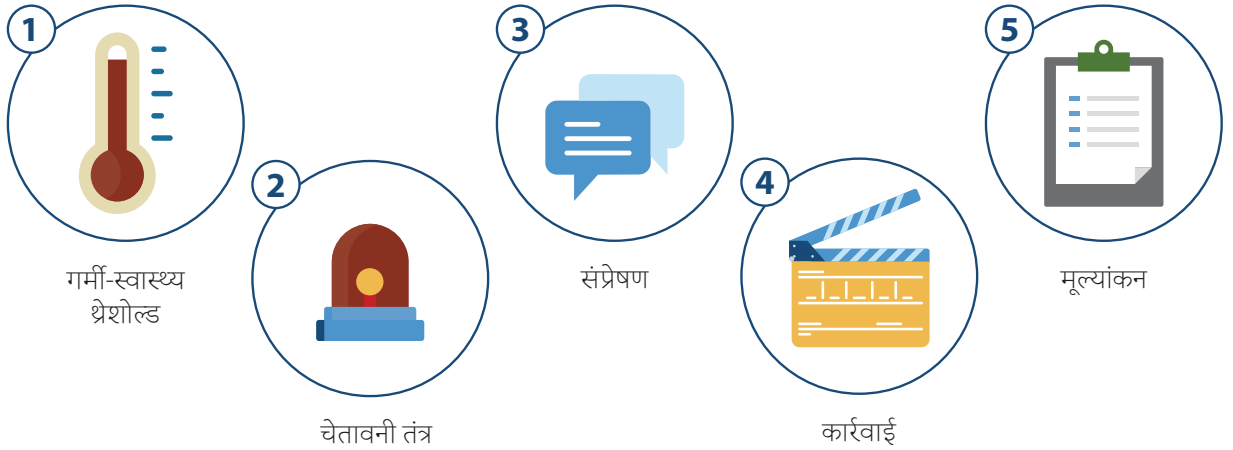 1
गर्मी-स्वास्थ्य
थ्रेशोल्ड
2
चेतावनी तंत्र
3
संप्रेषण
4
कार्रवाई
5
मूल्यांकन